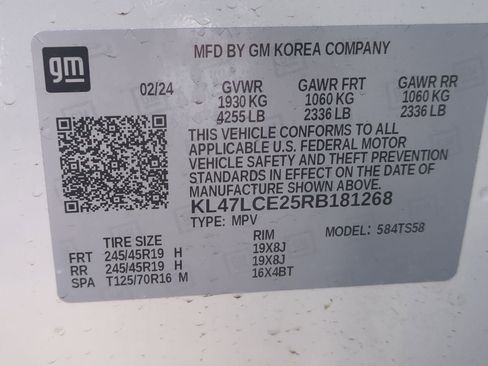 gm
MFD BY GM KOREA COMPANY
02/24 GVWR GAWR FRT GAWR RR
1930 KG 1060 KG 1060 KG
4255 LB 2336 LB 2336 LB
THIS VEHICLE CONFORMS TO ALL
APPLICABLE U.S. FEDERAL MOTOR
VEHICLE SAFETY AND THEFT PREVENTION
STANDARDS IN EFFECT ON THE DATE OF
MANUFACTURE SHOWN ABOVE.
KL47LCE25RB181268
TYPE: MPV MODEL: 584TS58
TIRE SIZE RIM
FRT 245/45R19 H 19X8J
RR 245/45R19 H 19X8J
SPA T125/70R16 M 16X4BT